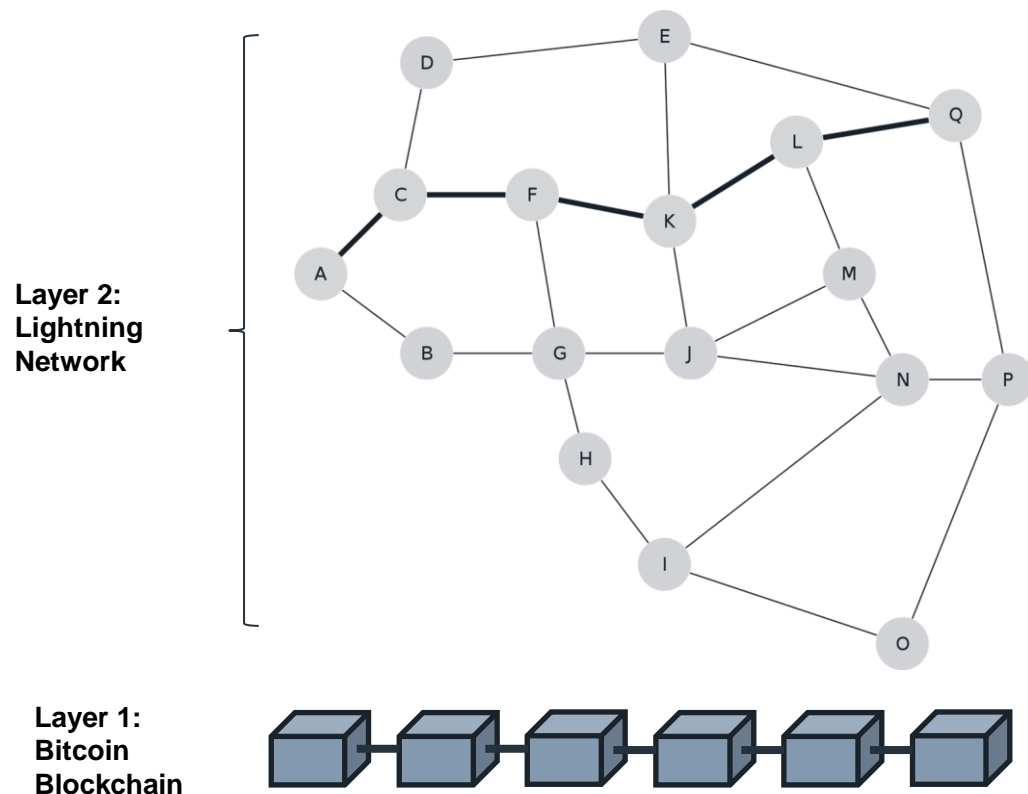 E
D
Q
L
C
F
K
A
M
Layer 2:
Lightning
Network
B
G
J
N
P
H
I
O
Layer 1:
Bitcoin
Blockchain